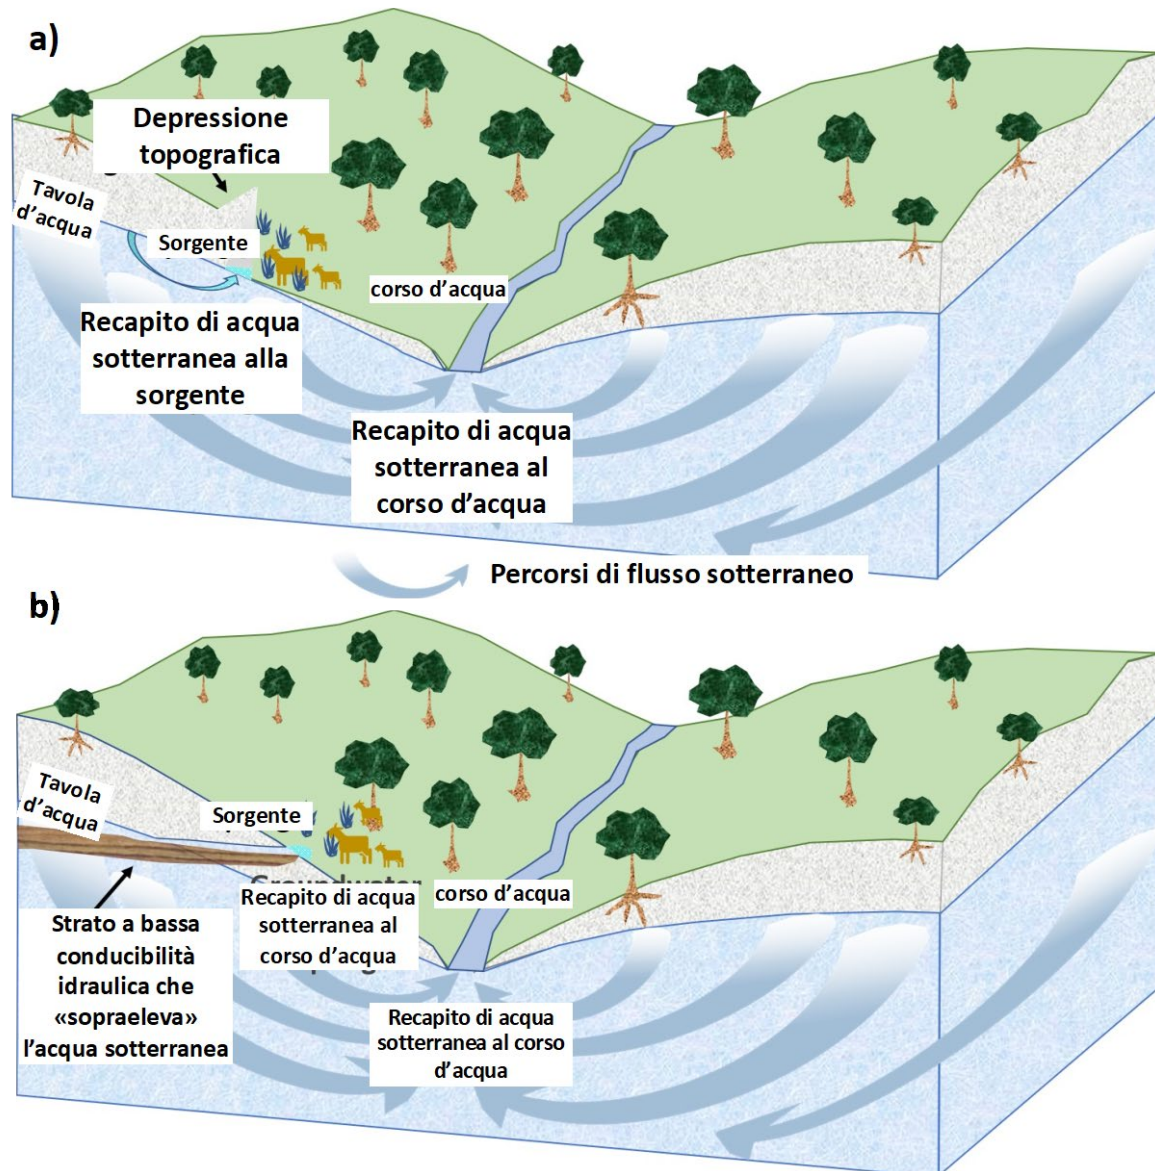 a)
Depressione
topografica
Tavola
d'acqua
Sorgente
corso d'acqua
Recapito di acqua
sotterranea alla
sorgente
Recapito di acqua
sotterranea al
corso d'acqua
Percorsi di flusso sotterraneo
b)
Tavola
d'acqua
Sorgente
Groundwater
Recapito di acqua
sotterranea al
corso d'acqua
corso d'acqua
Strato a bassa
conducibilità
idraulica che
«sopraeleva»
l'acqua sotterranea
Recapito di acqua
sotterranea al corso
d'acqua